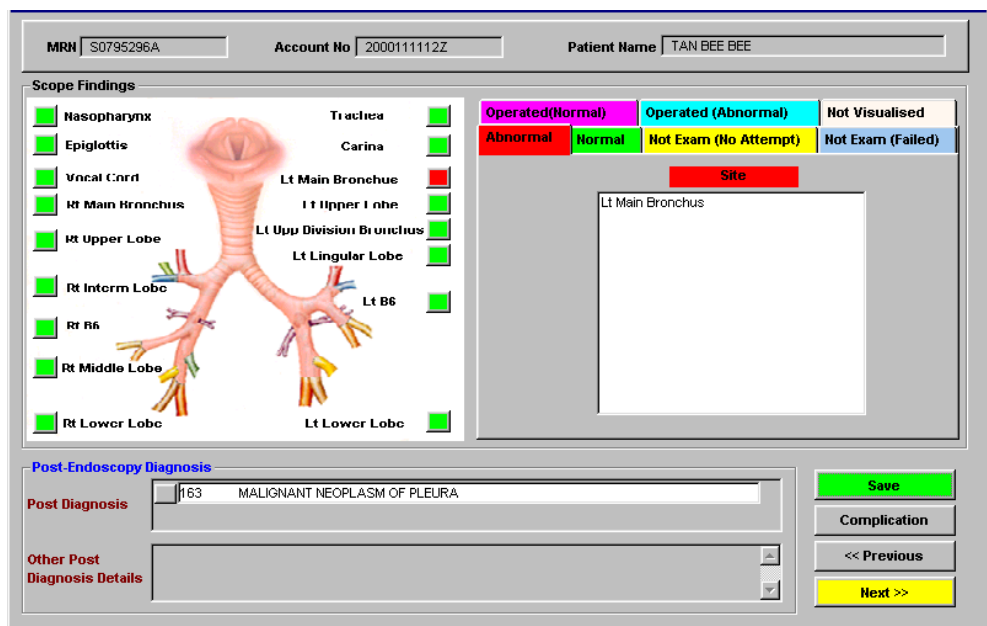 MRN S0795296A Account No 2000111112Z Patient Name TAN BEE BEE
Scope Findings
Nasopharynx
Epiglottis
Vocal Cord
Rt Main Bronchus
Rt Upper Lobe
Rt Interm Lobe
Rt B6
Rt Middle Lobe
Rt Lower Lobe
Trachea
Carina
Lt Main Bronchue
Lt Upper Lobe
Lt Upp Division Bronchus
Lt Lingular Lobe
Lt B6
Lt Lower Lobe
Operated(Normal) Operated (Abnormal) Not Visualised
Abnormal Normal Not Exam (No Attempt) Not Exam (Failed)
Site
Lt Main Bronchus
Post-Endoscopy Diagnosis
Post Diagnosis 163 MALIGNANT NEOPLASM OF PLEURA
Other Post
Diagnosis Details
Save
Complication
<< Previous
Next >>